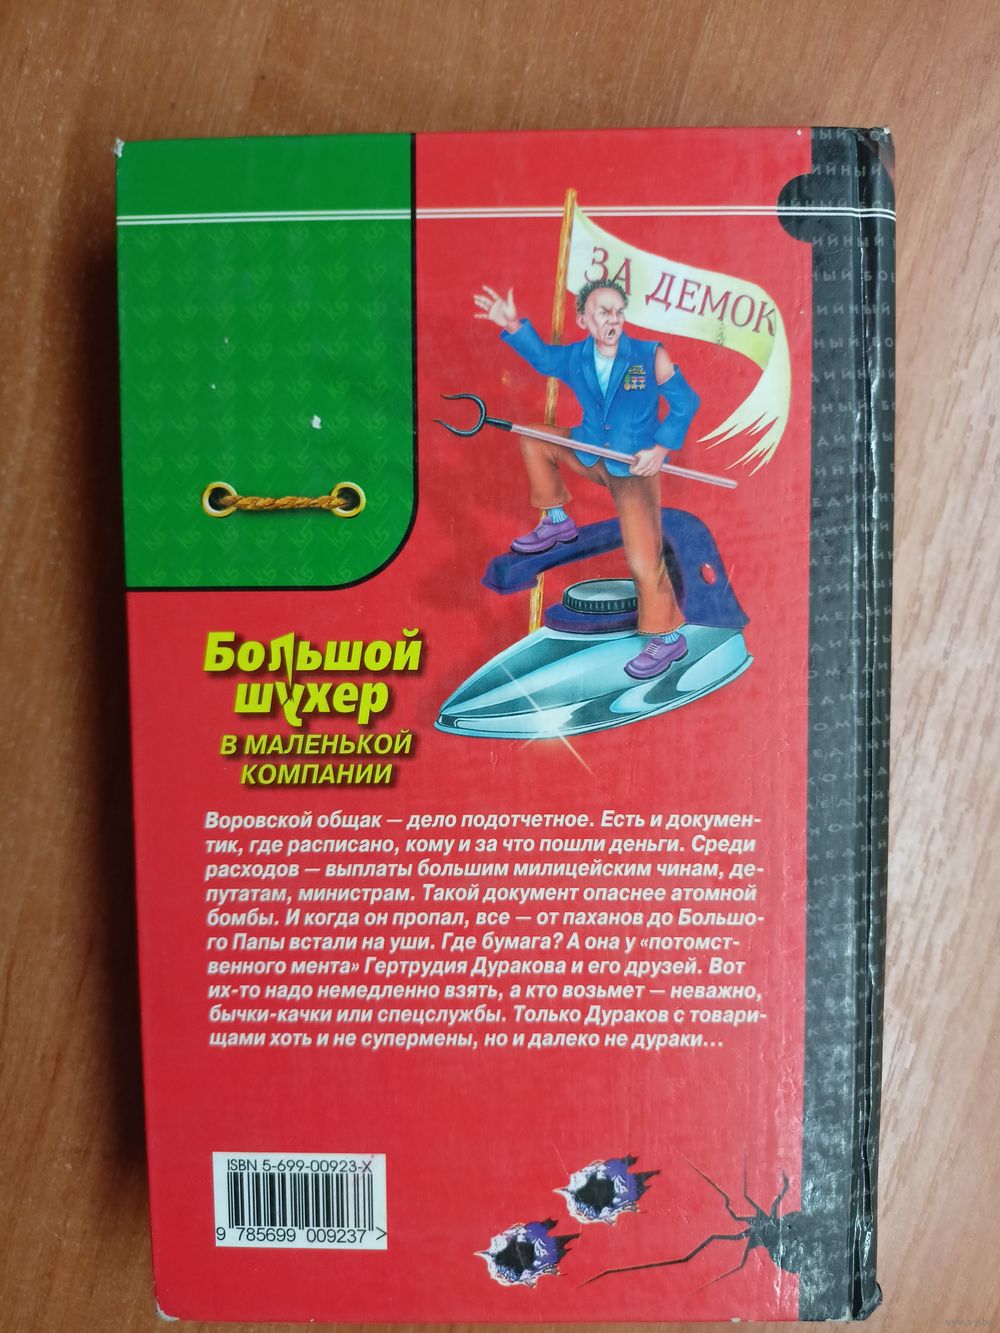 ЗА ДЕМОК
Большой
шухер
В МАЛЕНЬКОЙ
КОМПАНИИ
Воровской общак — дело подотчетное. Есть и докумен-
тик, где расписано, кому и за что пошли деньги. Среди
расходов — выплаты большим милицейским чинам, де-
путатам, министрам. Такой документ опаснее атомной
бомбы. И когда он пропал, все — от паханов до Большо-
го Папы встали на уши. Где бумага? А она у «потомст-
венного мента» Гертрудия Дуракова и его друзей. Вот
их-то надо немедленно взять, а кто возьмет — неважно,
бычки-качки или спецслужбы. Только Дураков с товари-
щами хоть и не супермены, но и далеко не дураки...
ISBN 5-699-00923-X
9 785699 009237 >
www.ay.by